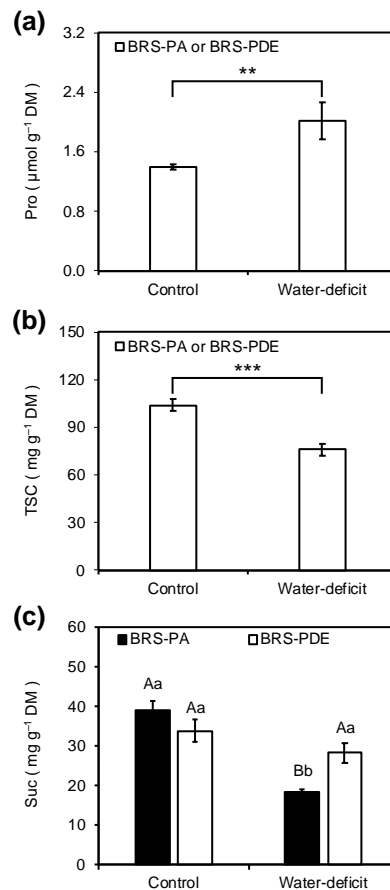 (a)
3.2
2.4
1.6
0.8
0.0
Pro ( µmol g⁻¹ DM )
BRS-PA or BRS-PDE
**
Control Water-deficit
(b)
150
120
90
60
30
0
TSC ( mg g⁻¹ DM )
BRS-PA or BRS-PDE
***
Control Water-deficit
(c)
60
50
40
30
20
10
0
Suc ( mg g⁻¹ DM )
BRS-PA BRS-PDE
Aa Aa Bb Aa
Control Water-deficit